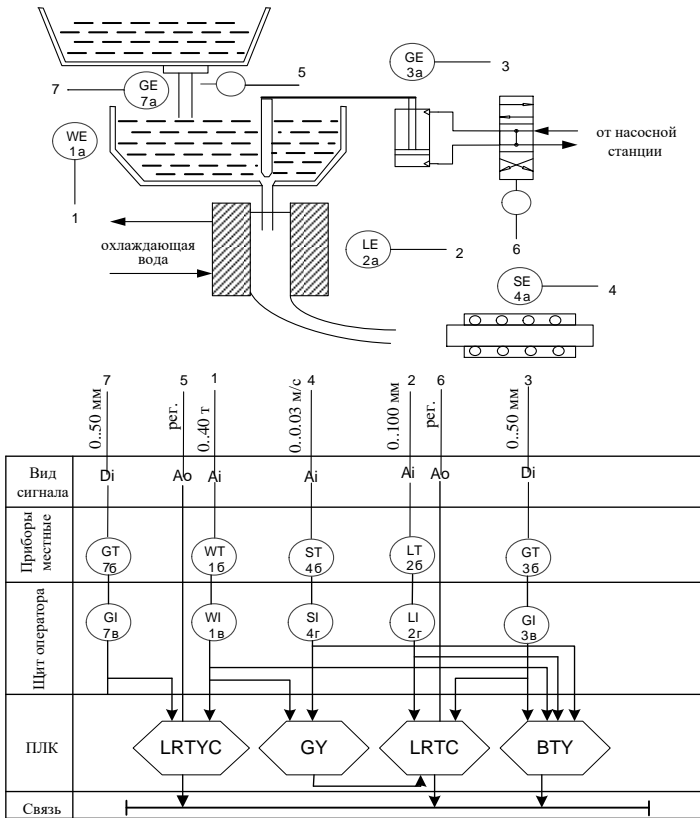 GE
3а
3
5
7
GE
7а
WE
1а
от насосной
станции
1
6
охлаждающая
вода
LE
2а
2
SE
4а
4
7
5
1
4
2
6
3
0..50 мм
рег.
0..40 т
0..0.03 м/с
0..100 мм
рег.
0..50 мм
Вид
сигнала
Di
Ao
Ai
Ai
Ai
Ao
Di
Приборы
местные
GT
7б
WT
1б
ST
4б
LT
2б
GT
3б
Щит оператора
GI
7в
WI
1в
SI
4г
LI
2г
GI
3в
ПЛК
LRTYC
GY
LRTC
BTY
Связь